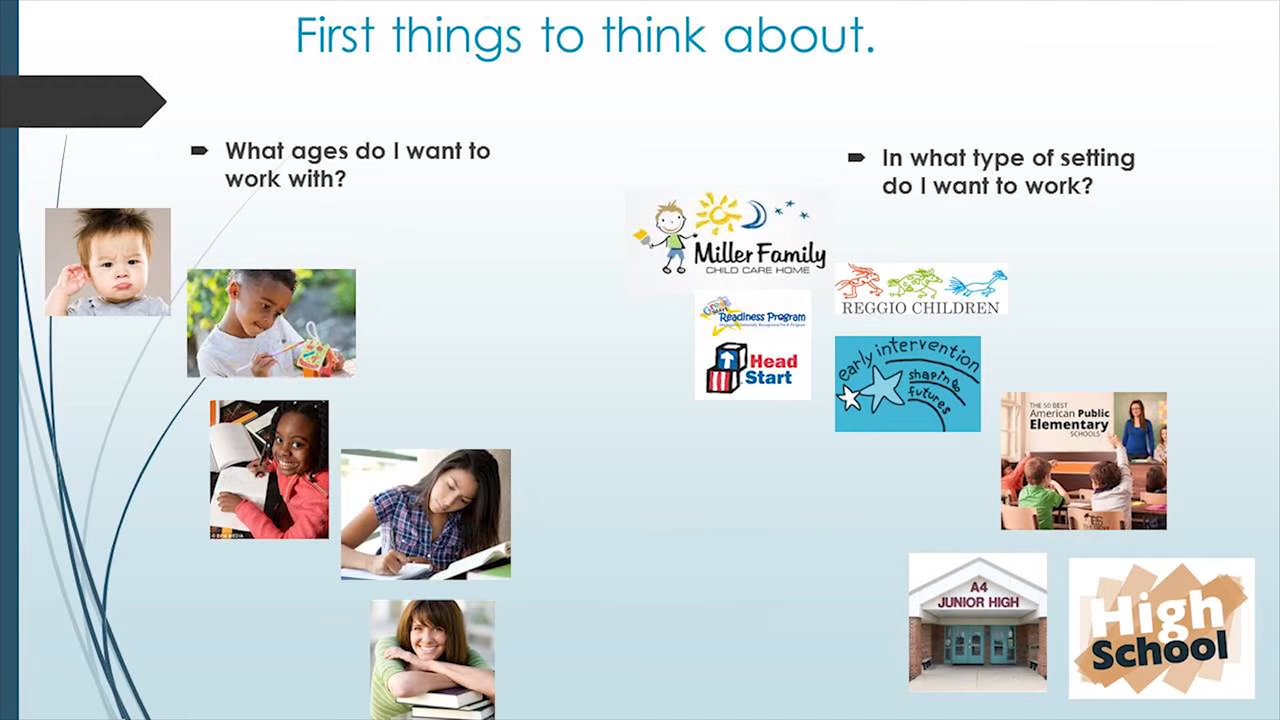 First things to think about.
What ages do I want to
work with?
In what type of setting
do I want to work?
Miller Family
CHILD CARE HOME
REGGIO CHILDREN
Great
Start
Readiness Program
Head
Start
early intervention
shaping
futures
THE 50 BEST
American Public
Elementary
SCHOOLS
A4
JUNIOR HIGH
High
School